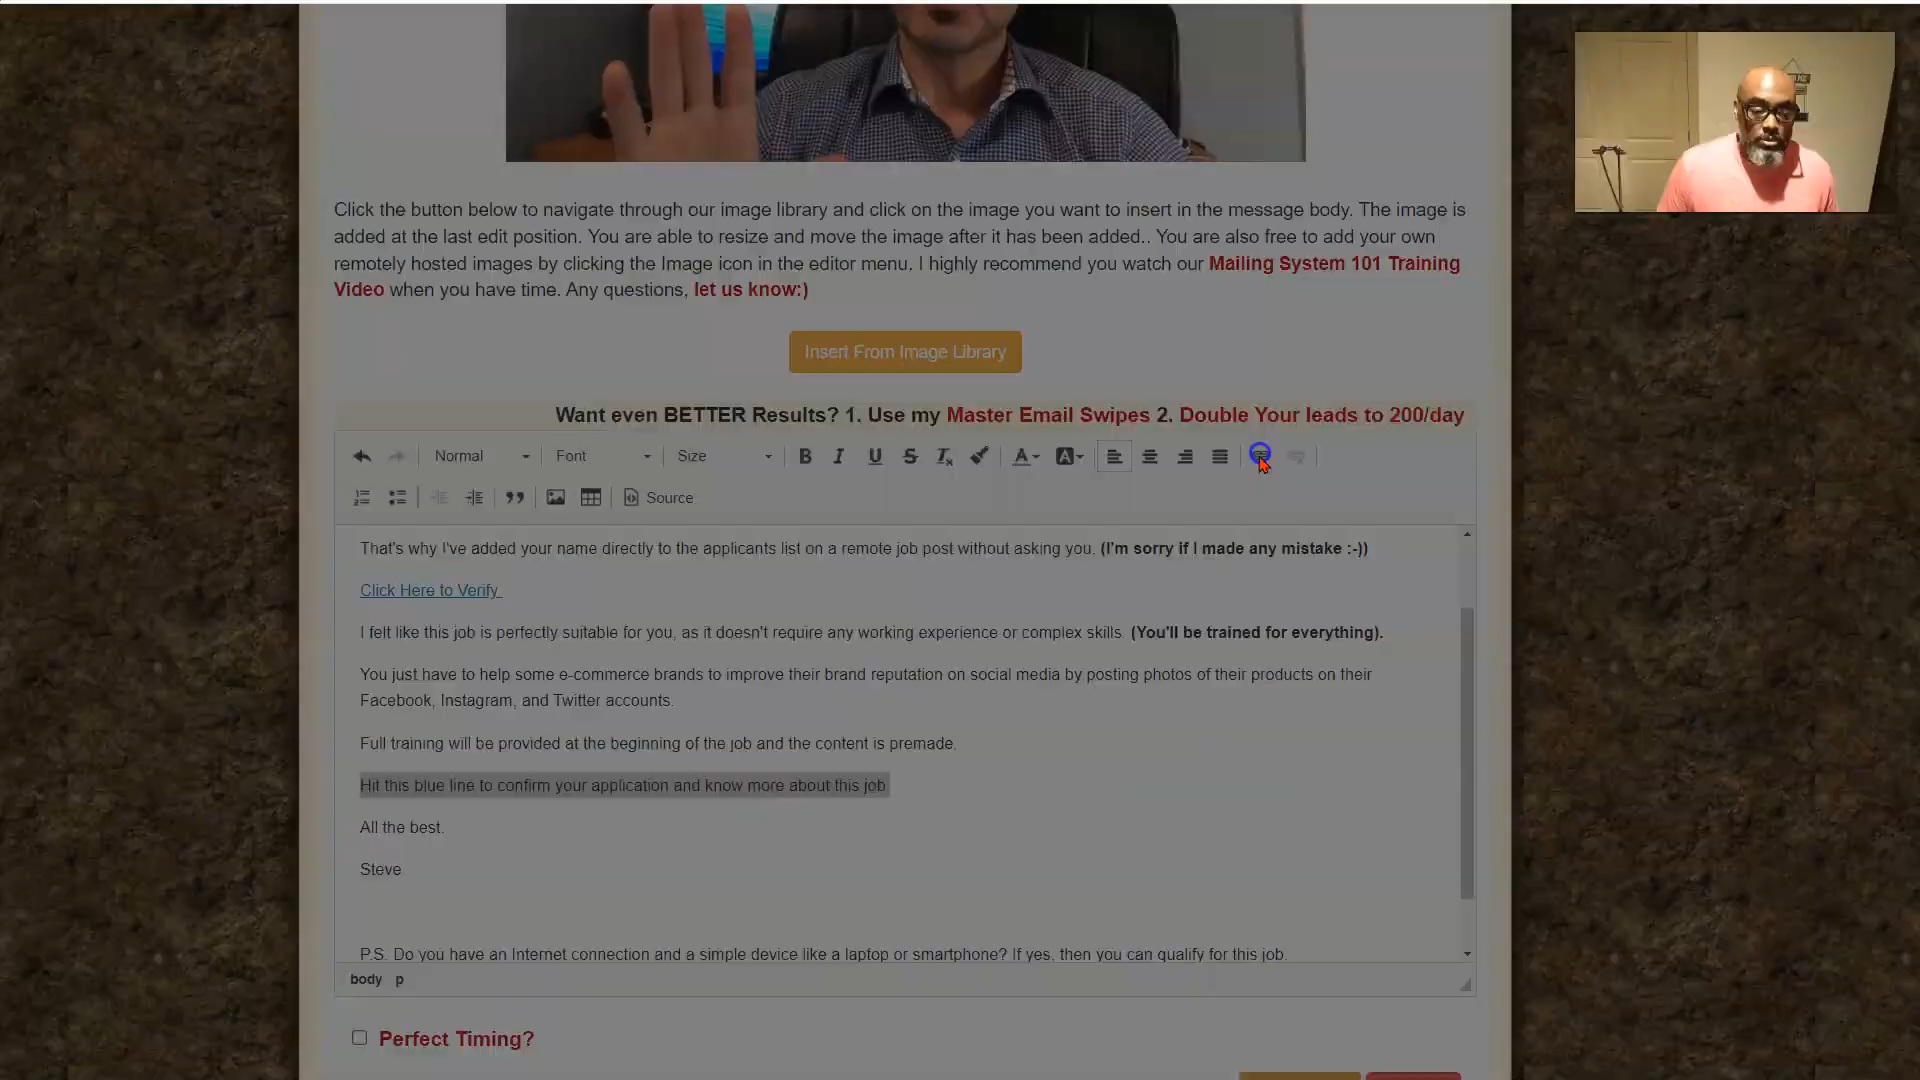 Click the button below to navigate through our image library and click on the image you want to insert in the message body. The image is
added at the last edit position. You are able to resize and move the image after it has been added.. You are also free to add your own
remotely hosted images by clicking the Image icon in the editor menu. I highly recommend you watch our Mailing System 101 Training
Video when you have time. Any questions, let us know:)
Insert From Image Library
Want even BETTER Results? 1. Use my Master Email Swipes 2. Double Your leads to 200/day
Normal Font Size B I U S Tx A A
Source
That's why I've added your name directly to the applicants list on a remote job post without asking you. (I'm sorry if I made any mistake :-))
Click Here to Verify
I felt like this job is perfectly suitable for you, as it doesn't require any working experience or complex skills. (You'll be trained for everything).
You just have to help some e-commerce brands to improve their brand reputation on social media by posting photos of their products on their
Facebook, Instagram, and Twitter accounts.
Full training will be provided at the beginning of the job and the content is premade.
Hit this blue line to confirm your application and know more about this job
All the best.
Steve
P.S. Do you have an Internet connection and a simple device like a laptop or smartphone? If yes, then you can qualify for this job.
body p
Perfect Timing?